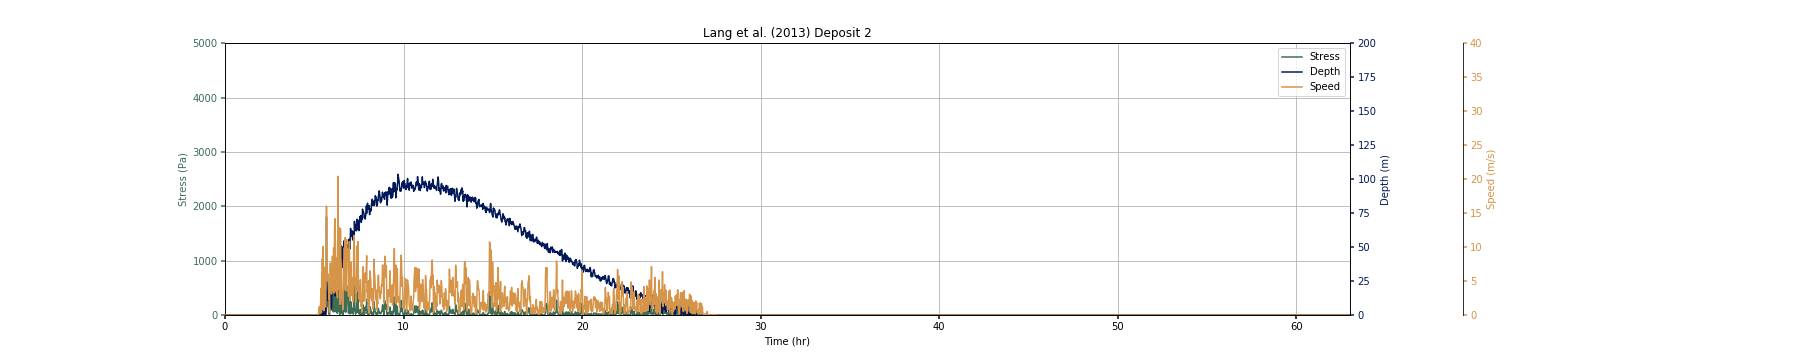 Lang et al. (2013) Deposit 2
5000
4000
3000
2000
1000
0
Stress (Pa)
Stress
Depth
Speed
200
175
150
125
100
75
50
25
0
Depth (m)
40
35
30
25
20
15
10
5
0
Speed (m/s)
0 10 20 30 40 50 60
Time (hr)